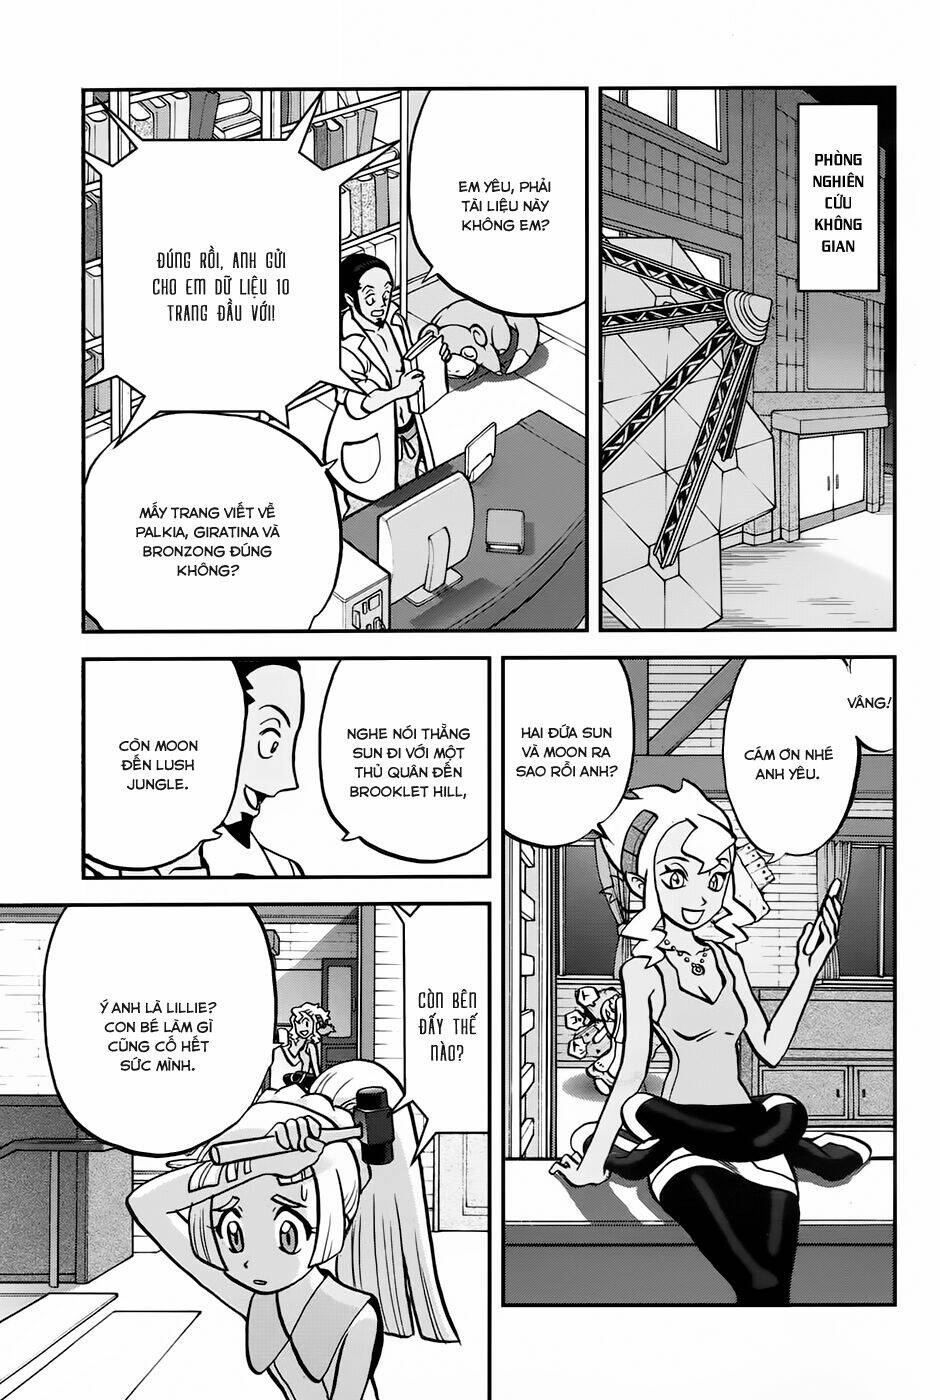 PHÒNG
NGHIÊN
CỨU
KHÔNG
GIAN
EM YÊU, PHẢI
TÀI LIỆU NÀY
KHÔNG EM?
ĐÚNG RỒI, ANH GỬI
CHO EM DỮ LIỆU 10
TRANG ĐẦU VỚI!
MẤY TRANG VIẾT VỀ
PALKIA, GIRATINA VÀ
BRONZONG ĐÚNG
KHÔNG?
VÂNG!
CÁM ƠN NHÉ
ANH YÊU.
HAI ĐỨA SUN
VÀ MOON RA
SAO RỒI ANH?
NGHE NÓI THẰNG
SUN ĐI VỚI MỘT
THỦ QUÂN ĐẾN
BROOKLET HILL,
CÒN MOON
ĐẾN LUSH
JUNGLE.
CÒN BÊN
ĐẤY THẾ
NÀO?
Ý ANH LÀ LILLIE?
CON BÉ LÀM GÌ
CŨNG CỐ HẾT
SỨC MÌNH.